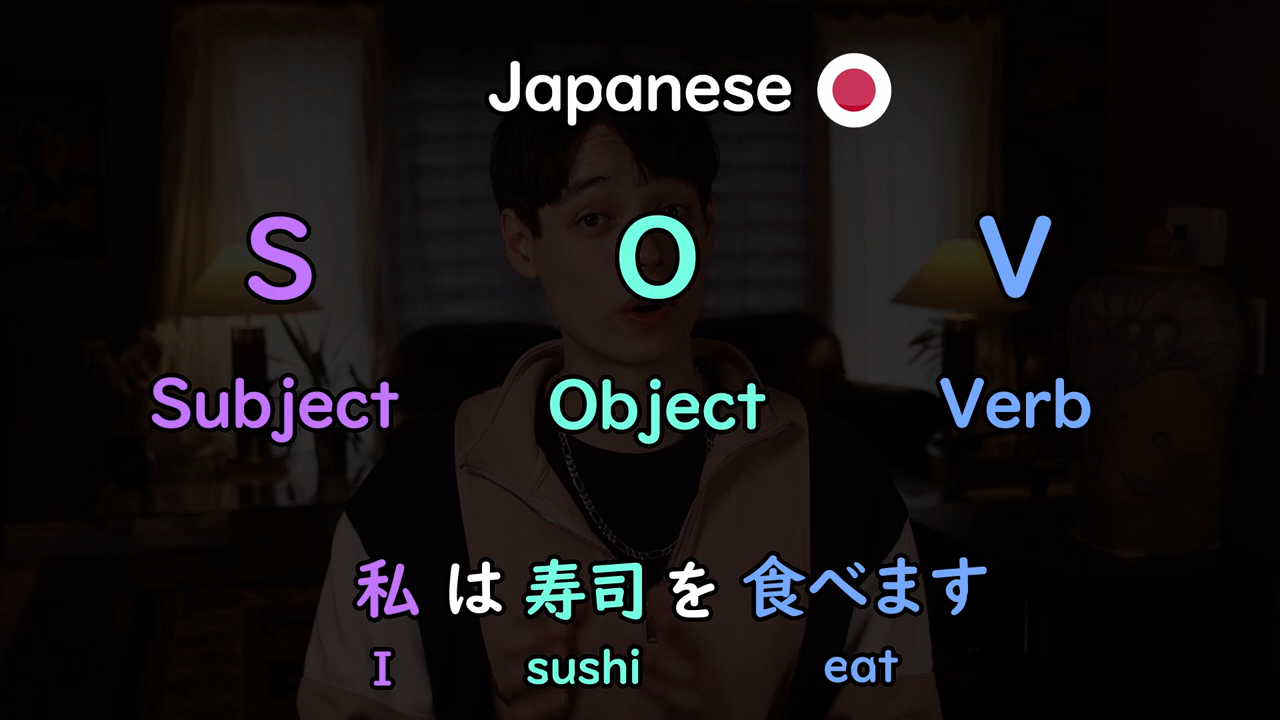 Japanese
S O V
Subject Object Verb
私 は 寿司 を 食べます
I sushi eat